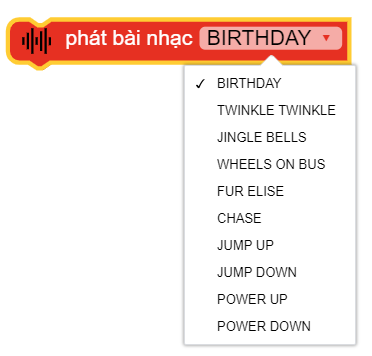 phát bài nhạc BIRTHDAY ▼
✓ BIRTHDAY
TWINKLE TWINKLE
JINGLE BELLS
WHEELS ON BUS
FUR ELISE
CHASE
JUMP UP
JUMP DOWN
POWER UP
POWER DOWN